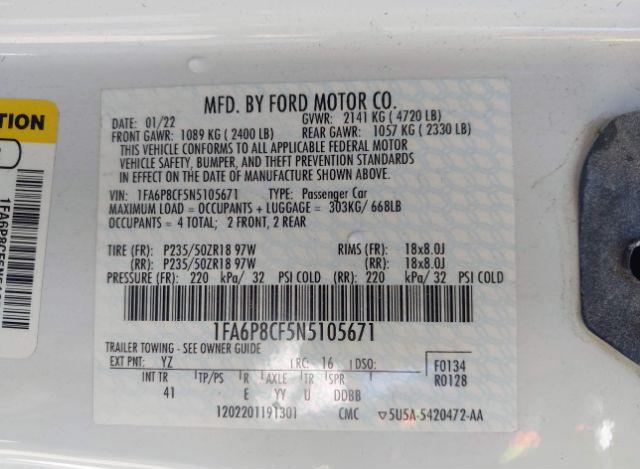 MFD. BY FORD MOTOR CO.
DATE: 01/22 GVWR: 2141 KG ( 4720 LB)
FRONT GAWR: 1089 KG ( 2400 LB) REAR GAWR: 1057 KG ( 2330 LB)
THIS VEHICLE CONFORMS TO ALL APPLICABLE FEDERAL MOTOR
VEHICLE SAFETY, BUMPER, AND THEFT PREVENTION STANDARDS
IN EFFECT ON THE DATE OF MANUFACTURE SHOWN ABOVE.
VIN: 1FA6P8CF5N5105671 TYPE: Passenger Car
MAXIMUM LOAD = OCCUPANTS + LUGGAGE = 303KG/ 668LB
OCCUPANTS = 4 TOTAL; 2 FRONT, 2 REAR
TIRE (FR): P235/50ZR18 97W RIMS (FR): 18x8.0J
(RR): P235/50ZR18 97W (RR): 18x8.0J
PRESSURE (FR): 220 kPa/ 32 PSI COLD (RR): 220 kPa/ 32 PSI COLD
1FA6P8CF5N5105671
TRAILER TOWING - SEE OWNER GUIDE
EXT PNT: YZ RC: 16 DSO: F0134
INT TR TP/PS R AXLE TR SPR R0128
41 E YY U DDBB
1202201191301 CMC 5U5A-5420472-AA
TION